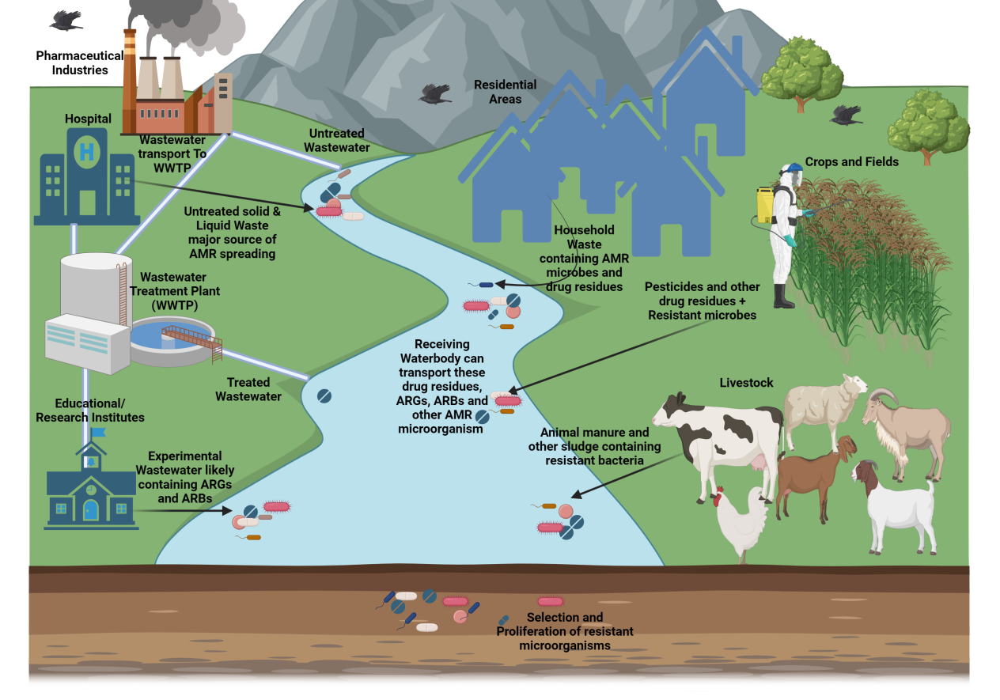 Pharmaceutical
Industries
Residential
Areas
Hospital
Wastewater
transport To
WWTP
Untreated
Wastewater
Crops and Fields
Untreated solid &
Liquid Waste
major source of
AMR spreading
Household
Waste
containing AMR
microbes and
drug residues
Wastewater
Treatment Plant
(WWTP)
Pesticides and other
drug residues +
Resistant microbes
Receiving
Waterbody can
transport these
drug residues,
ARGs, ARBs and
other AMR
microorganism
Treated
Wastewater
Livestock
Educational/
Research Institutes
Animal manure and
other sludge containing
resistant bacteria
Experimental
Wastewater likely
containing ARGs
and ARBs
Selection and
Proliferation of resistant
microorganisms
H